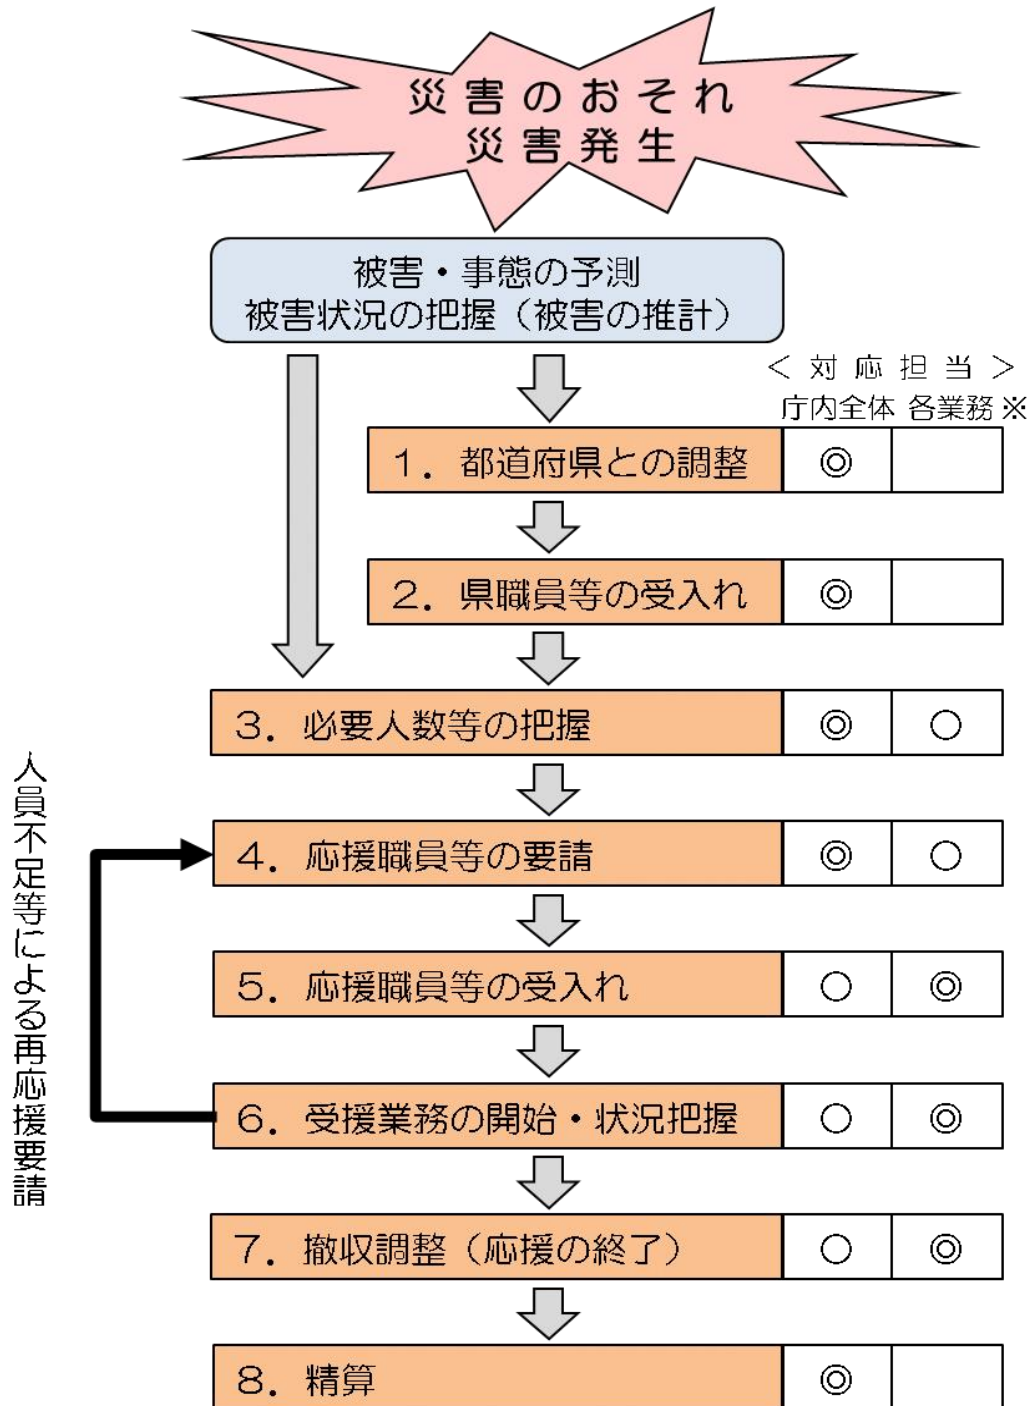 災害のおそれ
災害発生
被害・事態の予測
被害状況の把握（被害の推計）
＜対応担当＞
庁内全体 各業務※
１．都道府県との調整 ◎
２．県職員等の受入れ ◎
３．必要人数等の把握 ◎ ○
４．応援職員等の要請 ◎ ○
５．応援職員等の受入れ ○ ◎
６．受援業務の開始・状況把握 ○ ◎
７．撤収調整（応援の終了） ○ ◎
８．精算 ◎
人員不足等による再応援要請